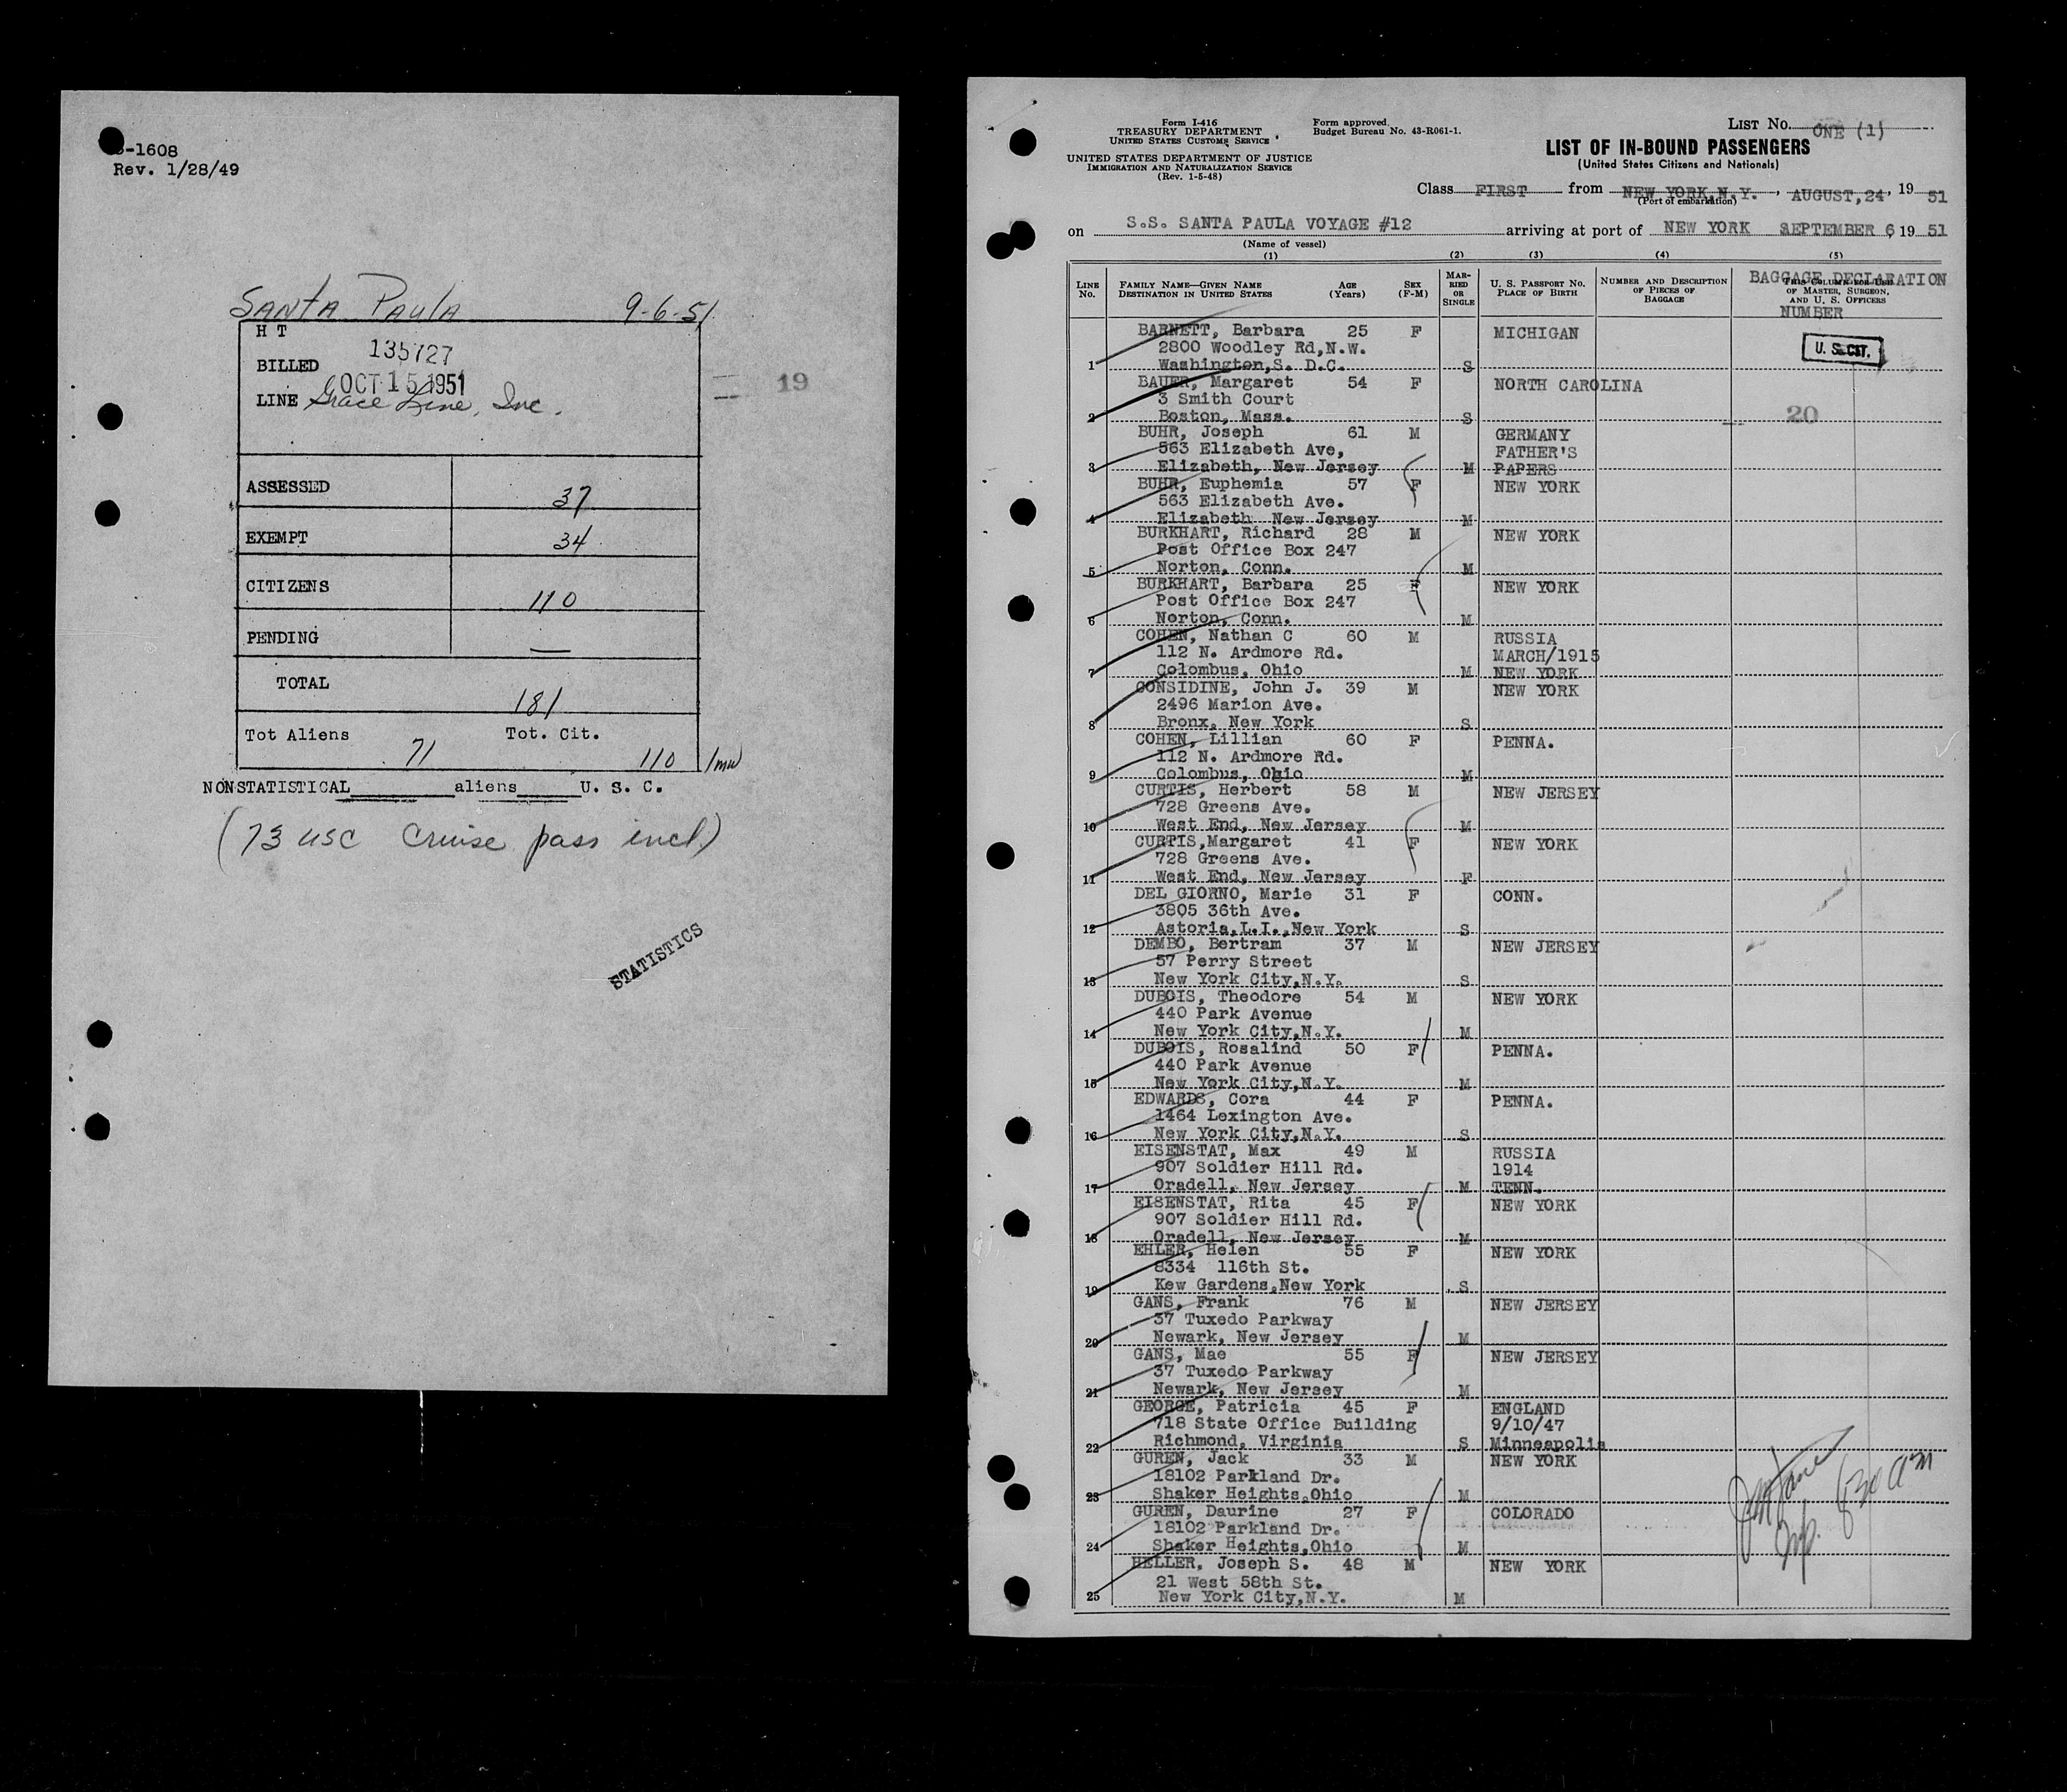 -1608
Rev. 1/28/49
Santa Paula 9-6-51
H T
135727
BILLED
OCT 15 1951
LINE Grace Line, Inc.
19
ASSESSED 37
EXEMPT 34
CITIZENS 110
PENDING —
TOTAL 181
Tot Aliens 71 Tot. Cit. 110 /mw
NONSTATISTICAL aliens U. S. C.
(73 USC Cruise pass incl.)
STATISTICS
Form I-416
TREASURY DEPARTMENT
UNITED STATES CUSTOMS SERVICE
UNITED STATES DEPARTMENT OF JUSTICE
IMMIGRATION AND NATURALIZATION SERVICE
(Rev. 1-5-48)
Form approved.
Budget Bureau No. 43-R061-1.
LIST No. ONE (1)
LIST OF IN-BOUND PASSENGERS
(United States Citizens and Nationals)
Class FIRST from NEW YORK,N.Y., AUGUST,24, 19 51
(Port of embarkation)
on S.S. SANTA PAULA VOYAGE #12 arriving at port of NEW YORK SEPTEMBER 6, 19 51
(Name of vessel)
(1) (2) (3) (4) (5)
LINE No.
FAMILY NAME—GIVEN NAME
DESTINATION IN UNITED STATES
AGE (Years)
SEX (F-M)
MARRIED OR SINGLE
U. S. PASSPORT No.
PLACE OF BIRTH
NUMBER AND DESCRIPTION OF PIECES OF BAGGAGE
BAGGAGE DECLARATION
THIS COLUMN FOR USE
OF MASTER, SURGEON,
AND U. S. OFFICERS
NUMBER
BARNETT, Barbara 25 F MICHIGAN
2800 Woodley Rd,N.W.
U. S. CIT.
1 Washington,S. D.C. S
BAUER, Margaret 54 F NORTH CAROLINA
3 Smith Court
2 Boston, Mass. S
20
BUHR, Joseph 61 M GERMANY
563 Elizabeth Ave, FATHER'S
3 Elizabeth, New Jersey M PAPERS
BUHR, Euphemia 57 F NEW YORK
563 Elizabeth Ave.
4 Elizabeth New Jersey M
BURKHART, Richard 28 M NEW YORK
Post Office Box 247
5 Norton, Conn. M
BURKHART, Barbara 25 F NEW YORK
Post Office Box 247
6 Norton, Conn. M
COHEN, Nathan C 60 M RUSSIA
112 N. Ardmore Rd. MARCH/1915
7 Colombus, Ohio M NEW YORK
CONSIDINE, John J. 39 M NEW YORK
2496 Marion Ave.
8 Bronx, New York S
COHEN, Lillian 60 F PENNA.
112 N. Ardmore Rd.
9 Colombus, Ohio M
CURTIS, Herbert 58 M NEW JERSEY
728 Greens Ave.
10 West End, New Jersey M
CURTIS,Margaret 41 F NEW YORK
728 Greens Ave.
11 West End, New Jersey F
DEL GIORNO, Marie 31 F CONN.
3805 36th Ave.
12 Astoria,L.I.,New York S
DEMBO, Bertram 37 M NEW JERSEY
57 Perry Street
13 New York City,N.Y. S
DUBOIS, Theodore 54 M NEW YORK
440 Park Avenue
14 New York City,N.Y. M
DUBOIS, Rosalind 50 F PENNA.
440 Park Avenue
15 New York City,N.Y. M
EDWARDS, Cora 44 F PENNA.
1464 Lexington Ave.
16 New York City,N.Y. S
EISENSTAT, Max 49 M RUSSIA
907 Soldier Hill Rd. 1914
17 Oradell, New Jersey M TENN.
EISENSTAT, Rita 45 F NEW YORK
907 Soldier Hill Rd.
18 Oradell, New Jersey M
EHLER, Helen 55 F NEW YORK
8334 116th St.
19 Kew Gardens,New York S
GANS, Frank 76 M NEW JERSEY
37 Tuxedo Parkway
20 Newark, New Jersey M
GANS, Mae 55 F NEW JERSEY
37 Tuxedo Parkway
21 Newark, New Jersey M
GEORGE, Patricia 45 F ENGLAND
718 State Office Building 9/10/47
22 Richmond, Virginia S Minneapolis
GUREN, Jack 33 M NEW YORK
18102 Parkland Dr.
23 Shaker Heights,Ohio M
GUREN, Daurine 27 F COLORADO
18102 Parkland Dr.
24 Shaker Heights,Ohio M
HELLER, Joseph S. 48 M NEW YORK
21 West 58th St.
25 New York City,N.Y. M